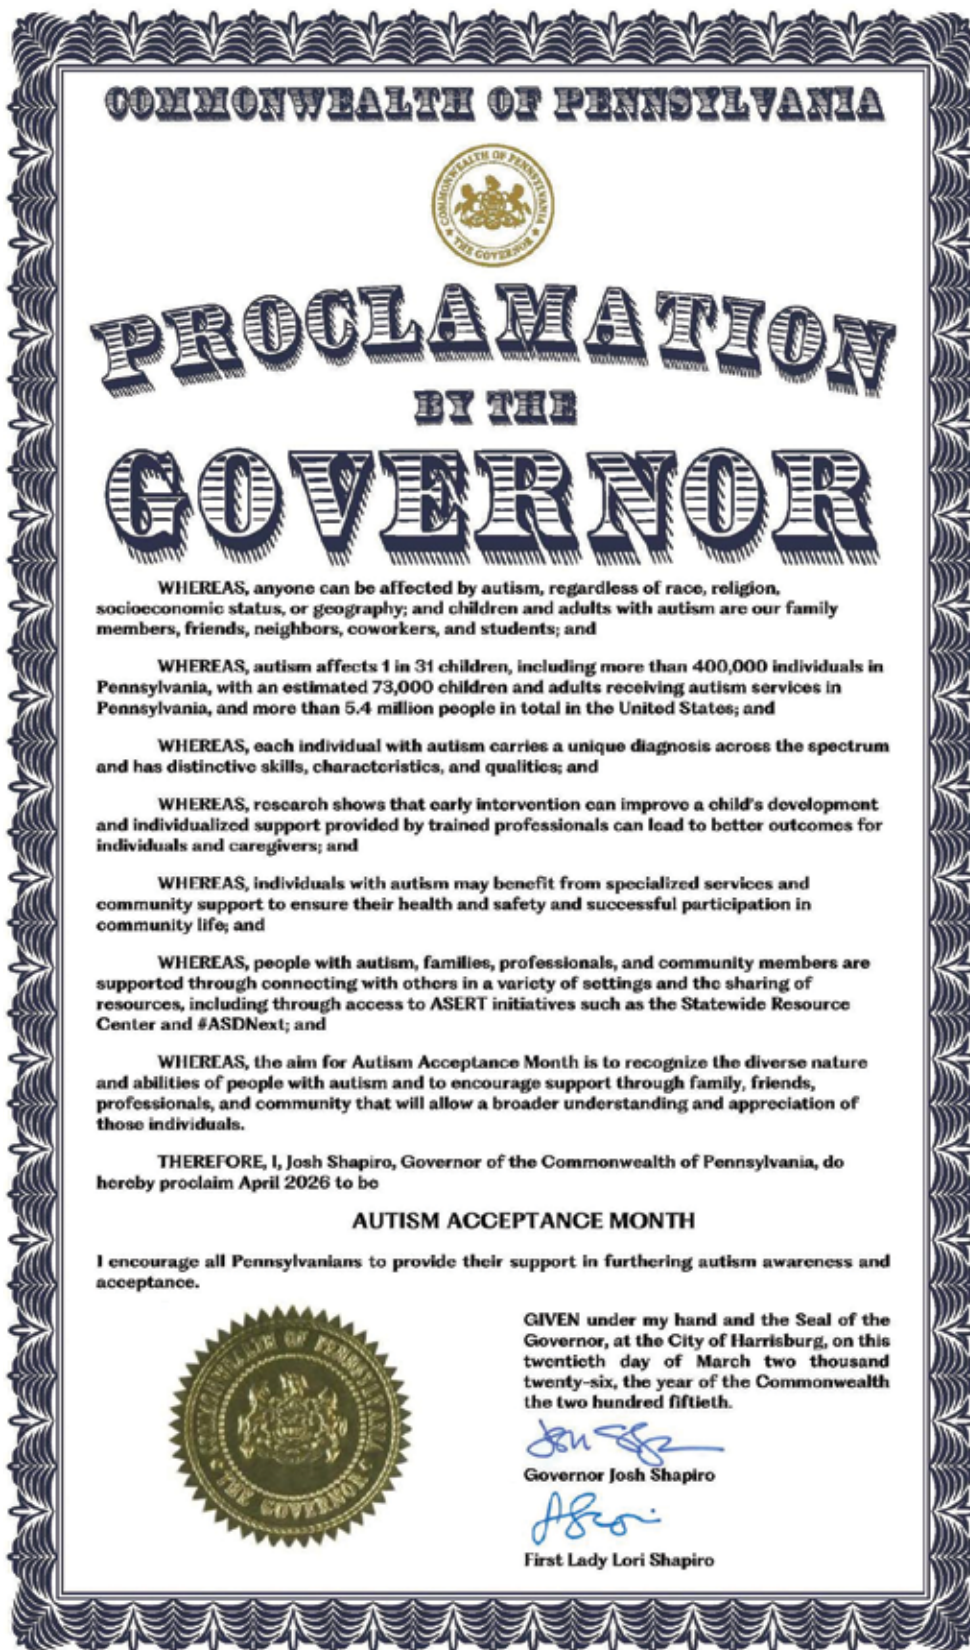 COMMONWEALTH OF PENNSYLVANIA
COMMONWEALTH OF PENNSYLVANIA
THE GOVERNOR
PROCLAMATION
BY THE
GOVERNOR
WHEREAS, anyone can be affected by autism, regardless of race, religion,
socioeconomic status, or geography; and children and adults with autism are our family
members, friends, neighbors, coworkers, and students; and
WHEREAS, autism affects 1 in 31 children, including more than 400,000 individuals in
Pennsylvania, with an estimated 73,000 children and adults receiving autism services in
Pennsylvania, and more than 5.4 million people in total in the United States; and
WHEREAS, each individual with autism carries a unique diagnosis across the spectrum
and has distinctive skills, characteristics, and qualities; and
WHEREAS, research shows that early intervention can improve a child's development
and individualized support provided by trained professionals can lead to better outcomes for
individuals and caregivers; and
WHEREAS, individuals with autism may benefit from specialized services and
community support to ensure their health and safety and successful participation in
community life; and
WHEREAS, people with autism, families, professionals, and community members are
supported through connecting with others in a variety of settings and the sharing of
resources, including through access to ASERT initiatives such as the Statewide Resource
Center and #ASDNext; and
WHEREAS, the aim for Autism Acceptance Month is to recognize the diverse nature
and abilities of people with autism and to encourage support through family, friends,
professionals, and community that will allow a broader understanding and appreciation of
those individuals.
THEREFORE, I, Josh Shapiro, Governor of the Commonwealth of Pennsylvania, do
hereby proclaim April 2026 to be
AUTISM ACCEPTANCE MONTH
I encourage all Pennsylvanians to provide their support in furthering autism awareness and
acceptance.
COMMONWEALTH OF PENNSYLVANIA
THE GOVERNOR
GIVEN under my hand and the Seal of the
Governor, at the City of Harrisburg, on this
twentieth day of March two thousand
twenty-six, the year of the Commonwealth
the two hundred fiftieth.
Governor Josh Shapiro
First Lady Lori Shapiro